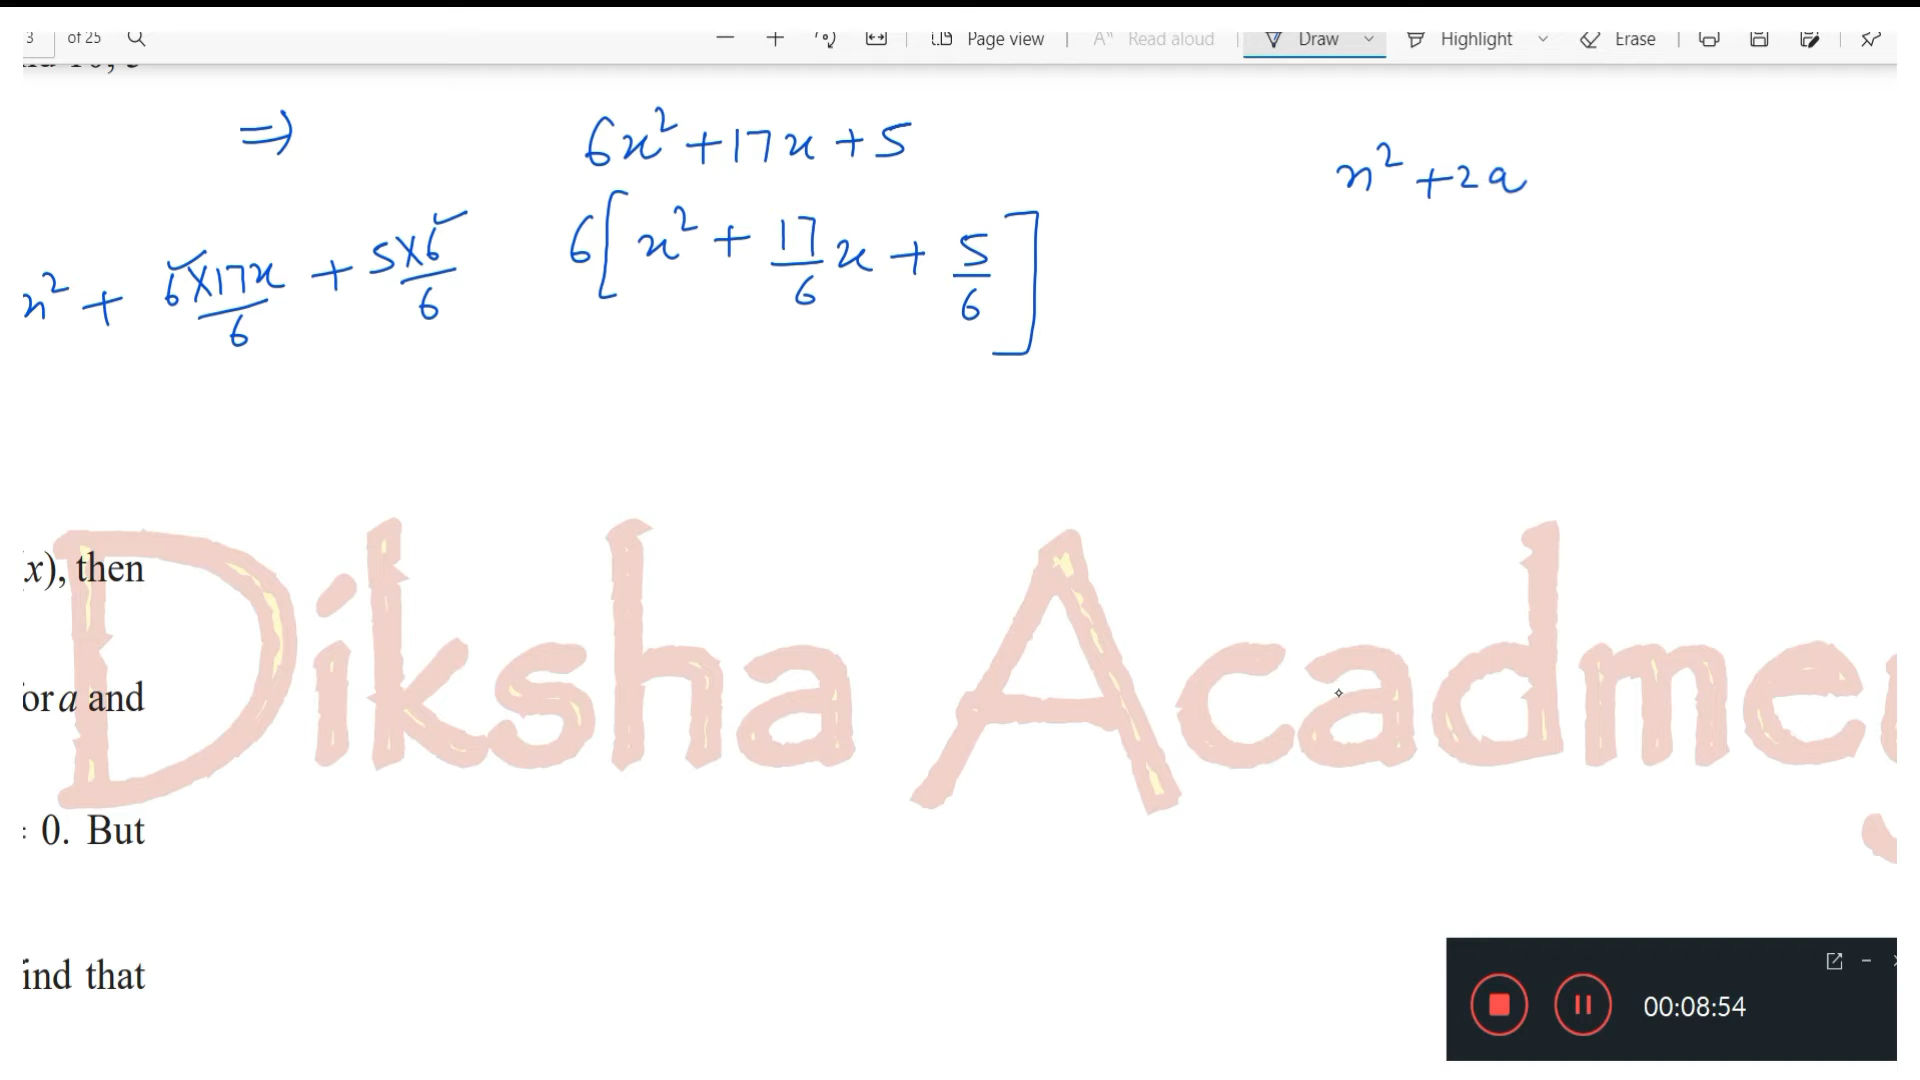 3 of 25 Page view Read aloud Draw Highlight Erase
⇒ 6x² + 17x + 5
x² + 2a
x² + 6×17x/6 + 5×6/6
6[x² + 17/6 x + 5/6]
x), then
Diksha Acadmey
or a and
= 0. But
ind that
00:08:54